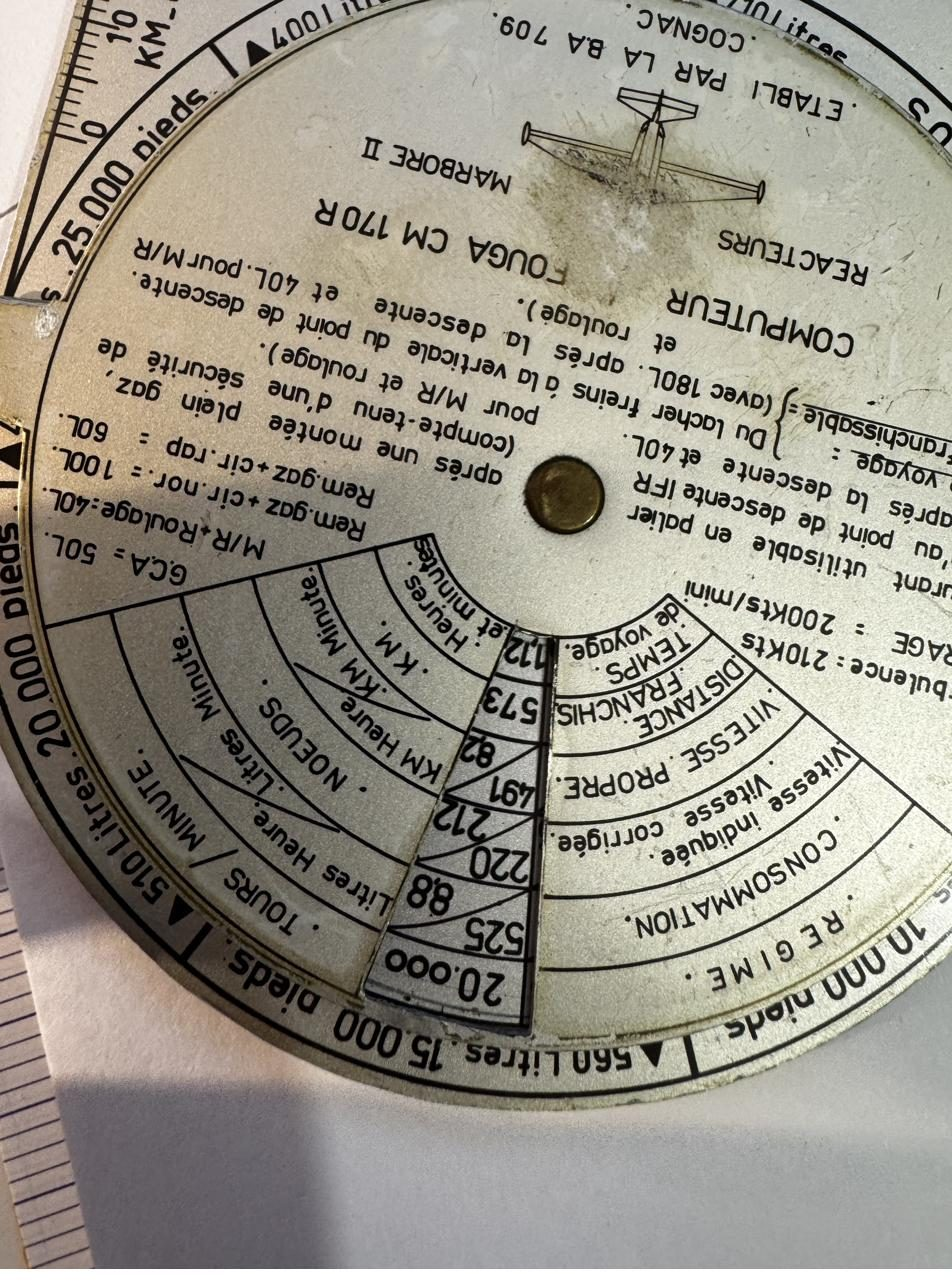 . ETABLI PAR LA BA 709 . COGNAC .
REACTEURS MARBORE II
COMPUTEUR FOUGA CM 170R
et roulage).
(avec 180L. après la descente et 40L. pour M/R
Du lacher freins à la verticale du point de descente.
pour M/R et roulage).
(compte-tenu d'une sécurité de
après une montée plein gaz,
franchissable =
voyage :
après la descente et 40L.
au point de descente IFR
utilisable en palier
= 200Kts/mini
= 210Kts
Rem.gaz+cir.rap = 60L
Rem.gaz+cir.nor. = 100L.
M/R+Roulage:40L.
G.C.A = 50L.
TEMPS.
de voyage.
1.12
Heures.
et minutes
DISTANCE
FRANCHIS.
573
. KM .
. VITESSE PROPRE.
491
82
KM Heure
KM Minute.
Vitesse indiquée.
. Vitesse corrigée.
220
212
. NOEUDS .
. CONSOMMATION.
525
8,8
Litres Heure.
. Litres Minute.
. REGIME .
20.000
. TOURS / MINUTE .
10.000 pieds.
560 Litres.
15.000 pieds .
510 Litres.
20.000 pieds .
25.000 pieds
400 Litres
Litres
0
10
KM